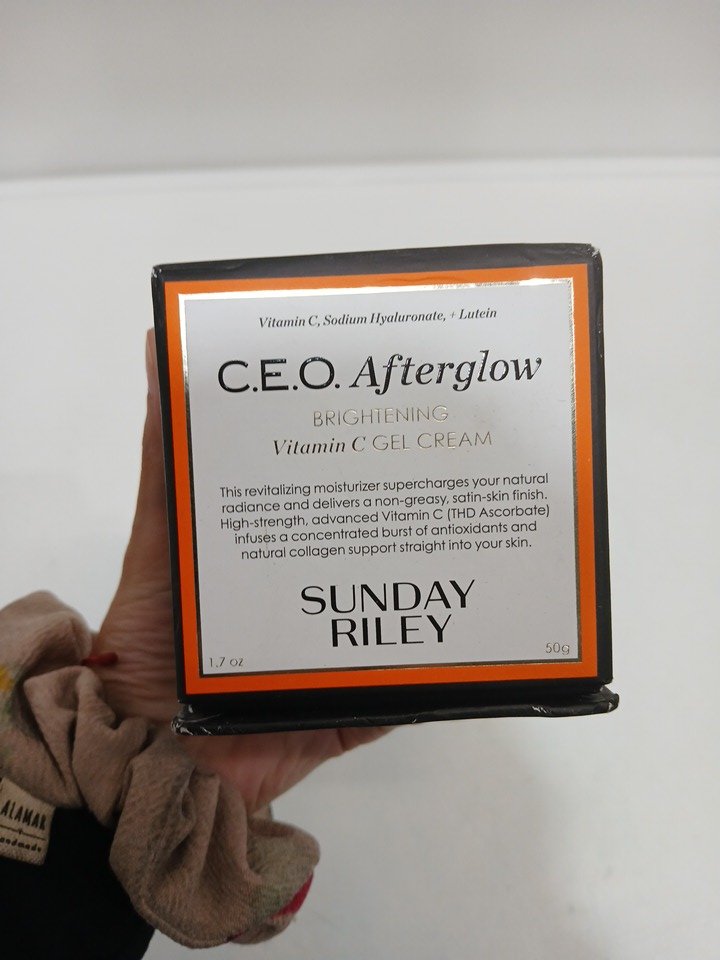 Vitamin C, Sodium Hyaluronate, + Lutein
C.E.O. Afterglow
BRIGHTENING
Vitamin C GEL CREAM
This revitalizing moisturizer supercharges your natural
radiance and delivers a non-greasy, satin-skin finish.
High-strength, advanced Vitamin C (THD Ascorbate)
infuses a concentrated burst of antioxidants and
natural collagen support straight into your skin.
SUNDAY
RILEY
1.7 oz
50g
ALAMAR
handmade